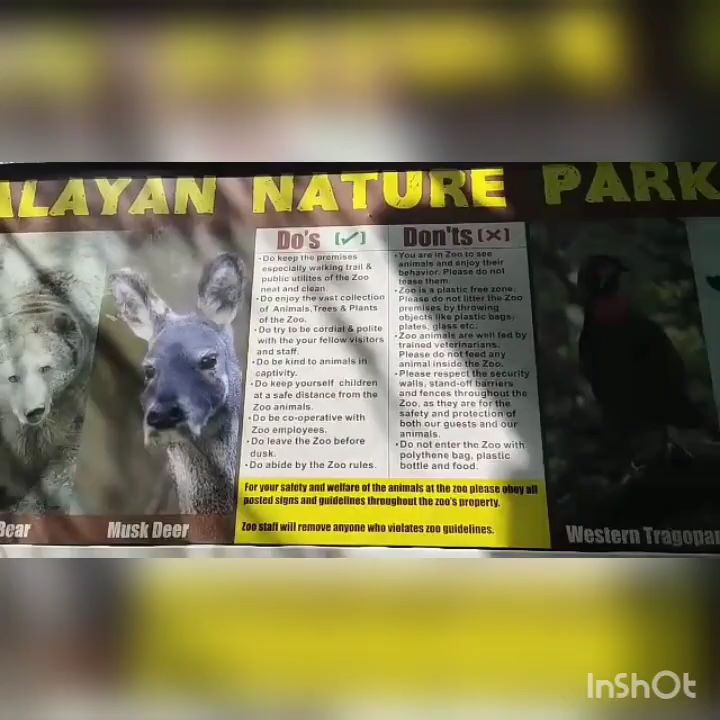 ALAYAN NATURE PARK
Do's [✓]
• Do keep the premises
especially walking trail &
public utilites of the Zoo
neat and clean
• Do enjoy the vast collection
of Animals,Trees & Plants
of the Zoo.
• Do try to be cordial & polite
with the your fellow visitors
and staff.
• Do be kind to animals in
captivity.
• Do keep yourself children
at a safe distance from the
Zoo animals.
• Do be co-operative with
Zoo employees.
• Do leave the Zoo before
dusk.
• Do abide by the Zoo rules.
Don'ts [×]
• You are in Zoo to see
animals and enjoy their
behavior. Please do not
tease them.
• Zoo is a plastic free zone.
Please do not litter the Zoo
premises by throwing
objects like plastic bags,
plates, glass etc.
• Zoo animals are well fed by
trained veterinarians.
Please do not feed any
animal inside the Zoo.
• Please respect the security
walls, stand-off barriers
and fences throughout the
Zoo, as they are for the
safety and protection of
both our guests and our
animals.
• Do not enter the Zoo with
polythene bag, plastic
bottle and food.
For your safety and welfare of the animals at the zoo please obey all
posted signs and guidelines throughout the zoo's property.
Zoo staff will remove anyone who violates zoo guidelines.
Bear
Musk Deer
Western Tragopan
InShOt